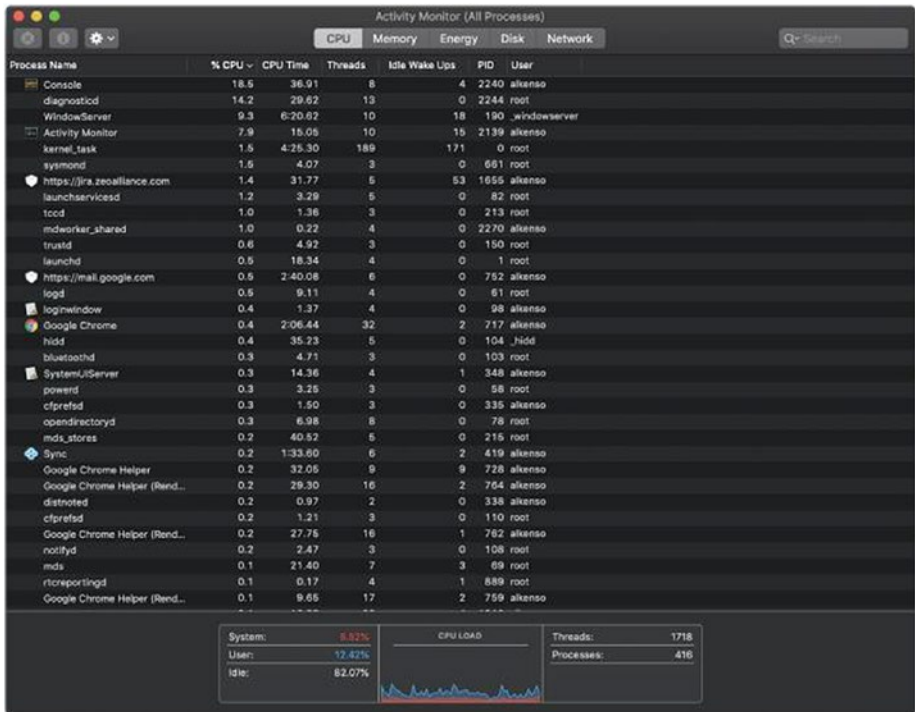 Activity Monitor (All Processes)
CPU Memory Energy Disk Network
Search
Process Name % CPU CPU Time Threads Idle Wake Ups PID User
Console 18.5 36.91 8 4 2240 alkenso
diagnosticd 14.2 29.62 13 0 2244 root
WindowServer 9.3 6:20.62 10 18 190 _windowserver
Activity Monitor 7.9 15.05 10 15 2139 alkenso
kernel_task 1.5 4:25.30 189 171 0 root
sysmond 1.5 4.07 3 0 661 root
https://jira.zeoalliance.com 1.4 31.77 5 53 1655 alkenso
launchservicesd 1.2 3.29 5 0 82 root
tccd 1.0 1.36 3 0 213 root
mdworker_shared 1.0 0.22 4 0 2270 alkenso
trustd 0.6 4.92 3 0 150 root
launchd 0.5 18.34 4 0 1 root
https://mail.google.com 0.5 2:40.08 6 0 752 alkenso
logd 0.5 9.11 4 0 61 root
loginwindow 0.4 1.37 4 0 98 alkenso
Google Chrome 0.4 2:06.44 32 2 717 alkenso
hidd 0.4 35.23 5 0 104 _hidd
bluetoothd 0.3 4.71 3 0 103 root
SystemUIServer 0.3 14.36 4 1 348 alkenso
powerd 0.3 3.25 3 0 58 root
cfprefsd 0.3 1.50 3 0 335 alkenso
opendirectoryd 0.3 6.98 8 0 78 root
mds_stores 0.2 40.52 5 0 215 root
Sync 0.2 1:33.60 6 2 419 alkenso
Google Chrome Helper 0.2 32.05 9 9 728 alkenso
Google Chrome Helper (Rend... 0.2 29.30 16 2 764 alkenso
distnoted 0.2 0.97 2 0 338 alkenso
cfprefsd 0.2 1.21 3 0 110 root
Google Chrome Helper (Rend... 0.2 27.75 16 1 762 alkenso
notifyd 0.2 2.47 3 0 108 root
mds 0.1 21.40 7 3 69 root
rtcreportingd 0.1 0.17 4 1 889 root
Google Chrome Helper (Rend... 0.1 9.65 17 2 759 alkenso
System: 5.52% CPU LOAD Threads: 1718
User: 12.42% Processes: 416
Idle: 82.07%